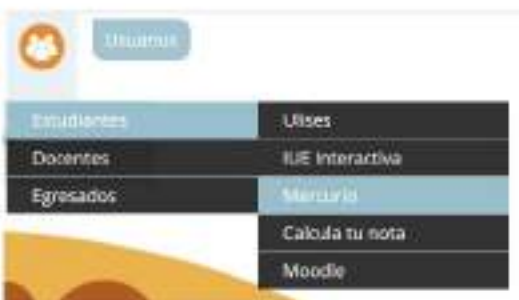 Usuarios
Estudiantes
Docentes
Egresados
Ulises
IUE Interactiva
Mercurio
Calcula tu nota
Moodle